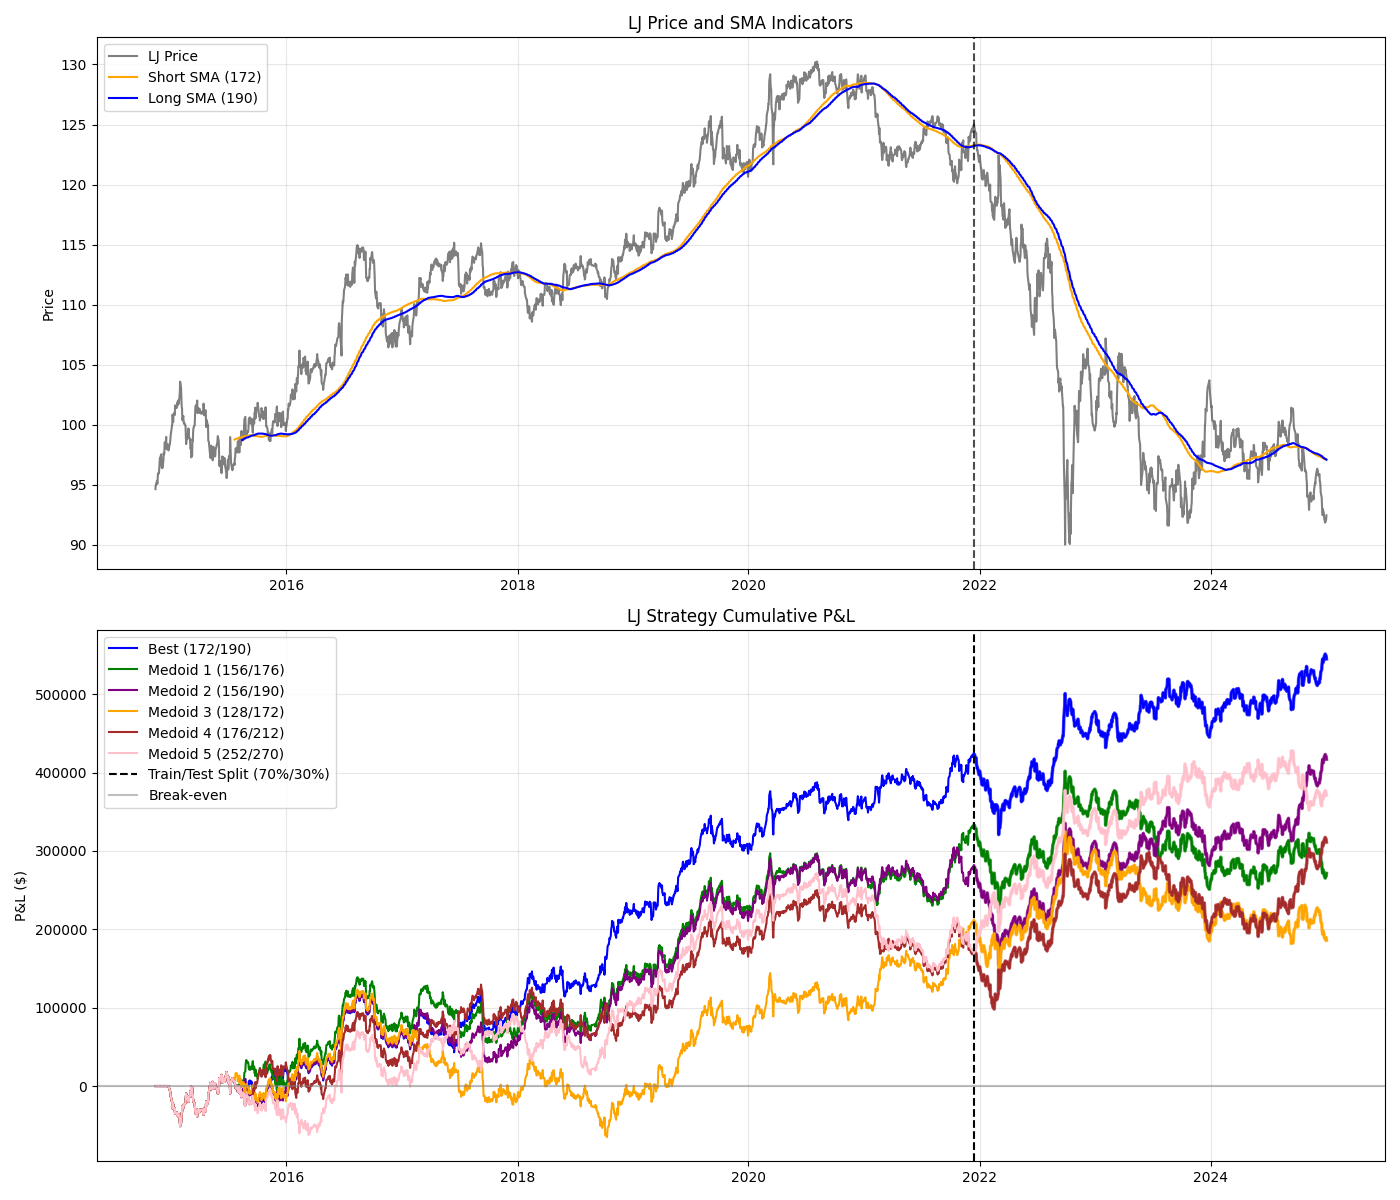 LJ Price and SMA Indicators
LJ Price
Short SMA (172)
Long SMA (190)
Price
130
125
120
115
110
105
100
95
90
2016
2018
2020
2022
2024
LJ Strategy Cumulative P&L
Best (172/190)
Medoid 1 (156/176)
Medoid 2 (156/190)
Medoid 3 (128/172)
Medoid 4 (176/212)
Medoid 5 (252/270)
Train/Test Split (70%/30%)
Break-even
P&L ($)
500000
400000
300000
200000
100000
0
2016
2018
2020
2022
2024